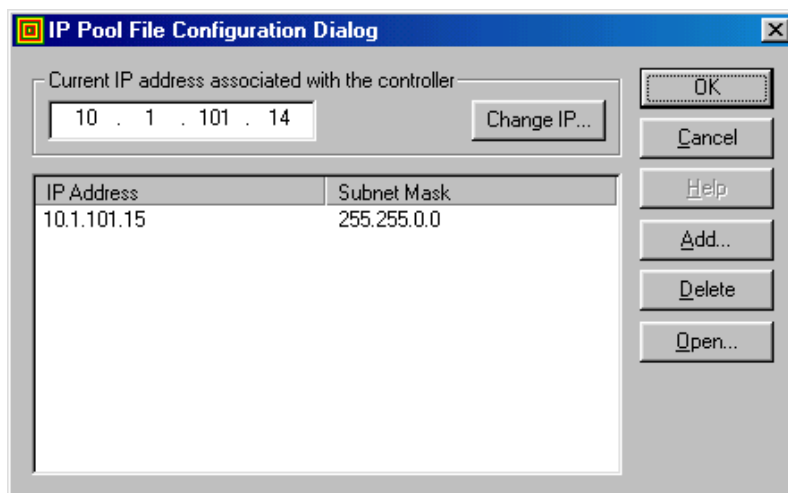 IP Pool File Configuration Dialog
Current IP address associated with the controller
10 . 1 . 101 . 14
Change IP...
OK
Cancel
Help
Add...
Delete
Open...
IP Address Subnet Mask
10.1.101.15 255.255.0.0